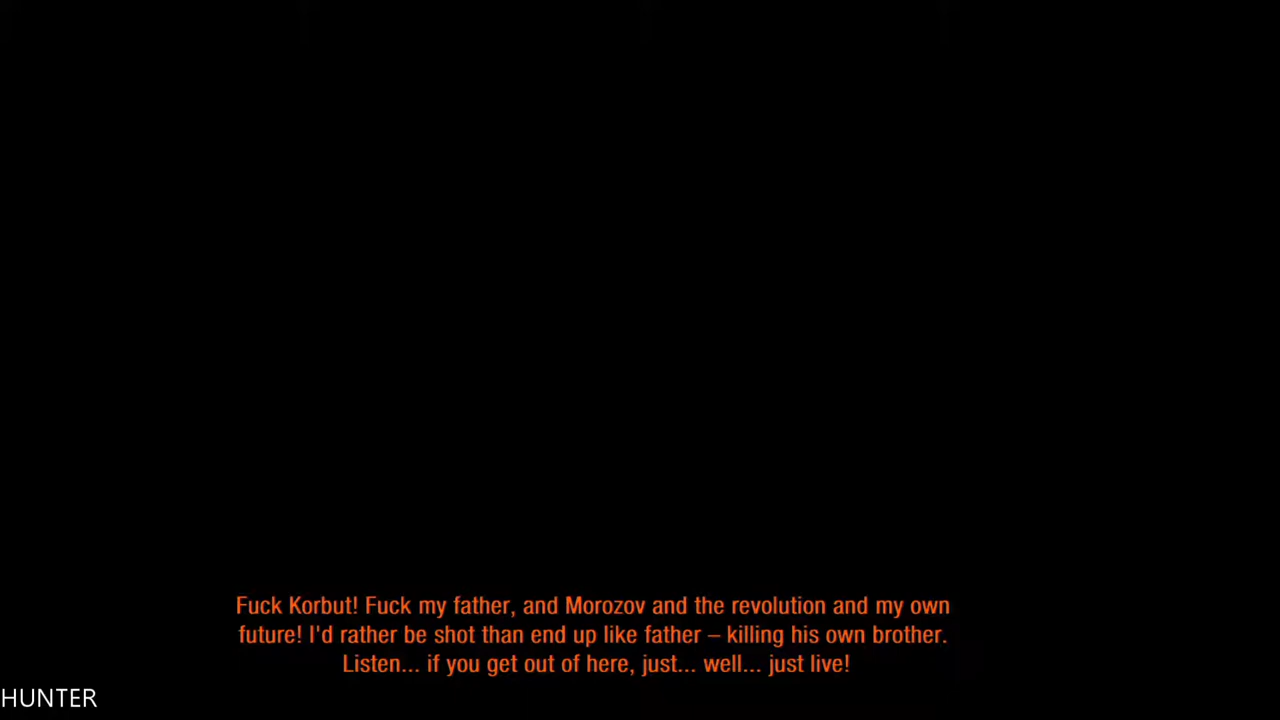 Fuck Korbut! Fuck my father, and Morozov and the revolution and my own
future! I'd rather be shot than end up like father – killing his own brother.
Listen... if you get out of here, just... well... just live!
HUNTER